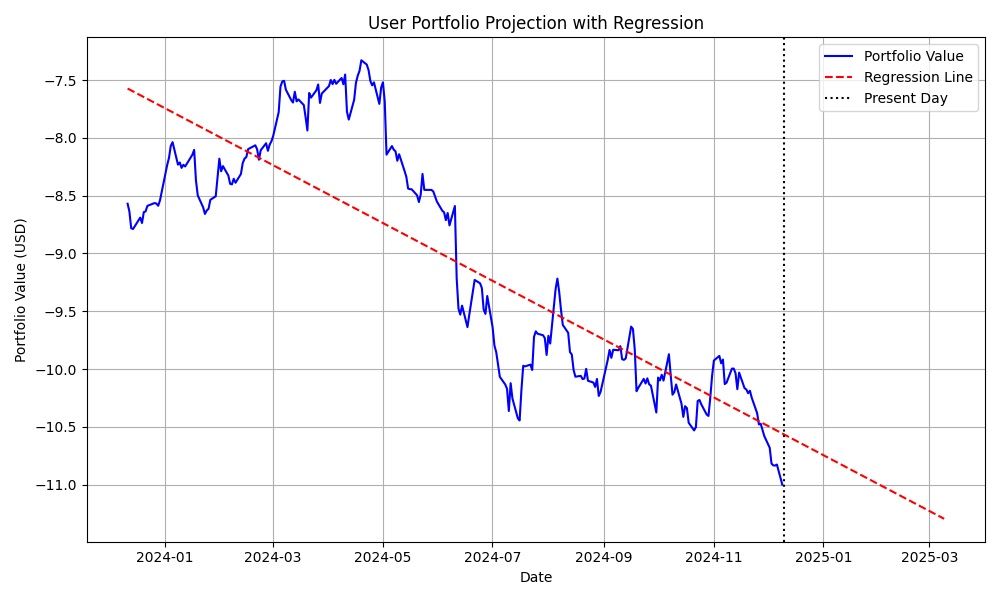 User Portfolio Projection with Regression
Portfolio Value
Regression Line
Present Day
Portfolio Value (USD)
−7.5
−8.0
−8.5
−9.0
−9.5
−10.0
−10.5
−11.0
2024-01
2024-03
2024-05
2024-07
2024-09
2024-11
2025-01
2025-03
Date